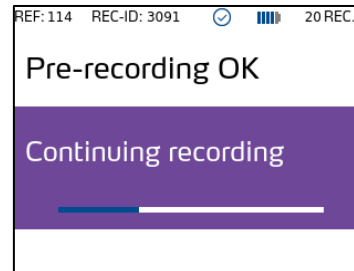 REF: 114 REC-ID: 3091 20 REC.
Pre-recording OK
Continuing recording